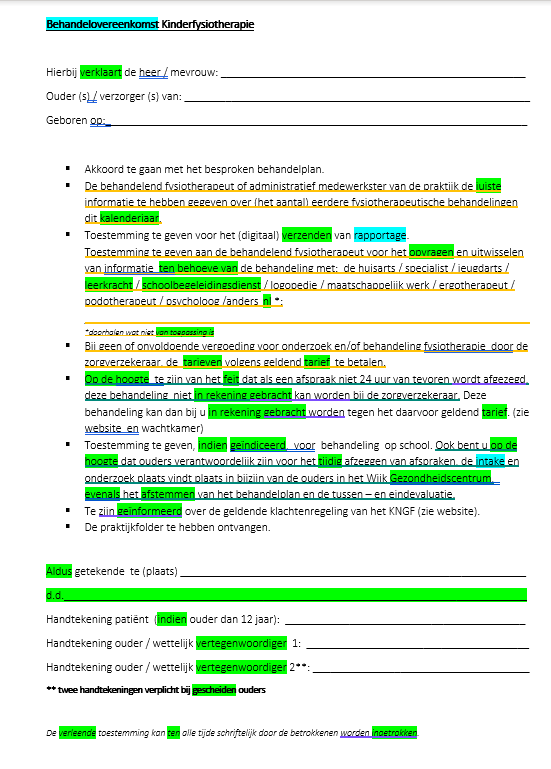 Behandelovereenkomst Kinderfysiotherapie
Hierbij verklaart de heer / mevrouw:
Ouder (s) / verzorger (s) van:
Geboren op:
▪ Akkoord te gaan met het besproken behandelplan.
▪ De behandelend fysiotherapeut of administratief medewerkster van de praktijk de juiste
informatie te hebben gegeven over (het aantal) eerdere fysiotherapeutische behandelingen
dit kalenderjaar.
▪ Toestemming te geven voor het (digitaal) verzenden van rapportage.
Toestemming te geven aan de behandelend fysiotherapeut voor het opvragen en uitwisselen
van informatie ten behoeve van de behandeling met: de huisarts / specialist / jeugdarts /
leerkracht / schoolbegeleidingsdienst / logopedie / maatschappelijk werk / ergotherapeut /
podotherapeut / psycholoog /anders nl *:
*doorhalen wat niet van toepassing is
▪ Bij geen of onvoldoende vergoeding voor onderzoek en/of behandeling fysiotherapie door de
zorgverzekeraar, de tarieven volgens geldend tarief te betalen.
▪ Op de hoogte te zijn van het feit dat als een afspraak niet 24 uur van tevoren wordt afgezegd,
deze behandeling niet in rekening gebracht kan worden bij de zorgverzekeraar. Deze
behandeling kan dan bij u in rekening gebracht worden tegen het daarvoor geldend tarief. (zie
website en wachtkamer)
▪ Toestemming te geven, indien geïndiceerd, voor behandeling op school. Ook bent u op de
hoogte dat ouders verantwoordelijk zijn voor het tijdig afzeggen van afspraken, de intake en
onderzoek plaats vindt plaats en bijzijn van de ouders in het Wijk Gezondheidscentrum,
evenals het afstemmen van het behandelplan en de tussen – en eindevaluatie.
▪ Te zijn geïnformeerd over de geldende klachtenregeling van het KNGF (zie website).
▪ De praktijkfolder te hebben ontvangen.
Aldus getekende te (plaats)
d.d.
Handtekening patiënt (indien ouder dan 12 jaar):
Handtekening ouder / wettelijk vertegenwoordiger 1:
Handtekening ouder / wettelijk vertegenwoordiger 2**:
** twee handtekeningen verplicht bij gescheiden ouders
De verleende toestemming kan ten alle tijde schriftelijk door de betrokkenen worden ingetrokken.